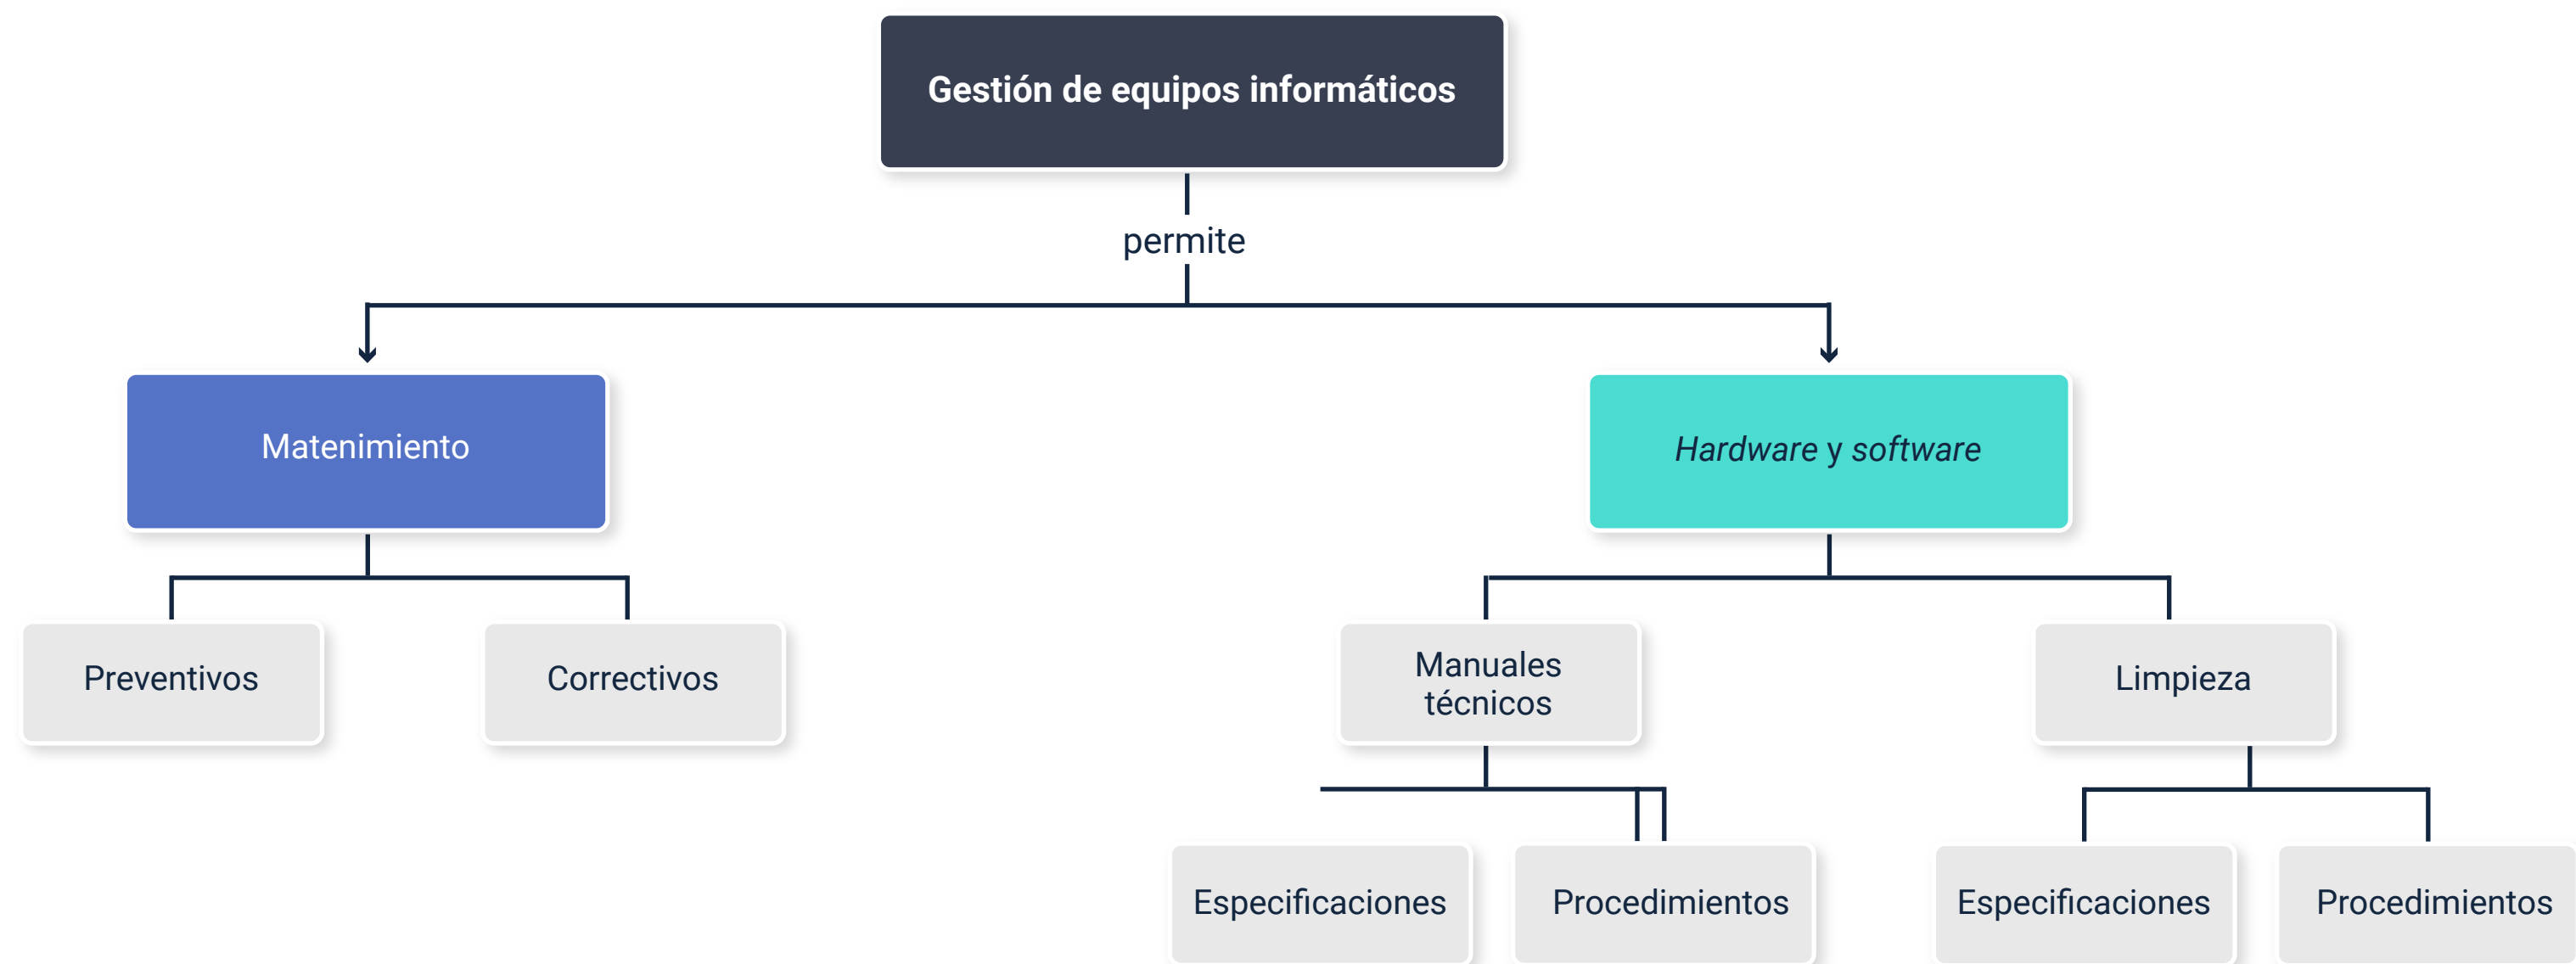 Gestión de equipos informáticos
permite
Matenimiento
Hardware y software
Preventivos
Correctivos
Manuales
técnicos
Limpieza
Especificaciones
Procedimientos
Especificaciones
Procedimientos